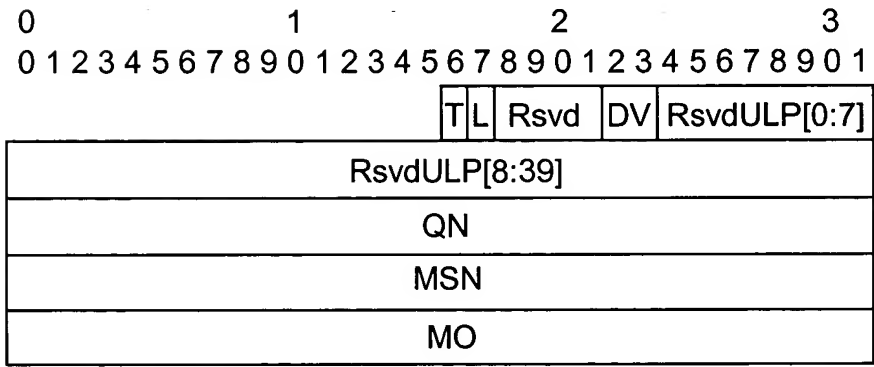 0 1 2 3
0 1 2 3 4 5 6 7 8 9 0 1 2 3 4 5 6 7 8 9 0 1 2 3 4 5 6 7 8 9 0 1
T L Rsvd DV RsvdULP[0:7]
RsvdULP[8:39]
QN
MSN
MO